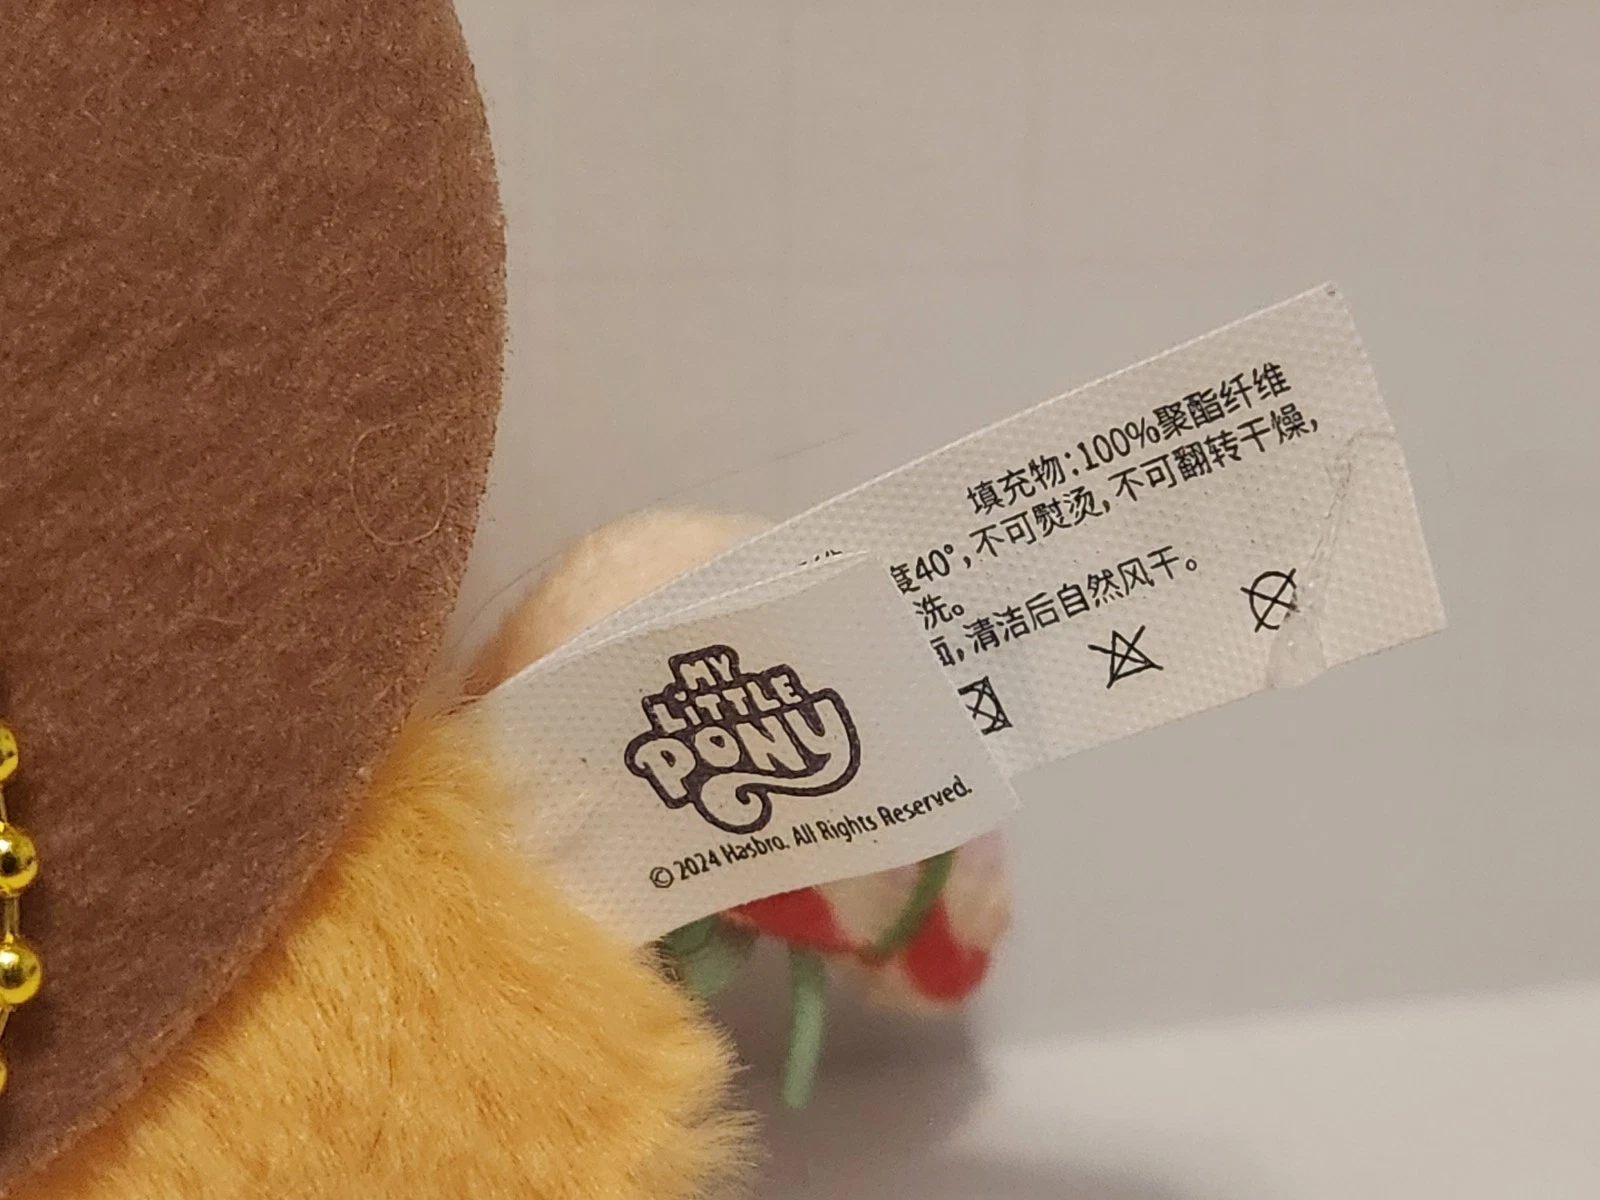 MY
LITTLE
PONY
© 2024 Hasbro. All Rights Reserved.
填充物:100%聚酯纤维
度40°,不可熨烫,不可翻转干燥,
洗。
,清洁后自然风干。